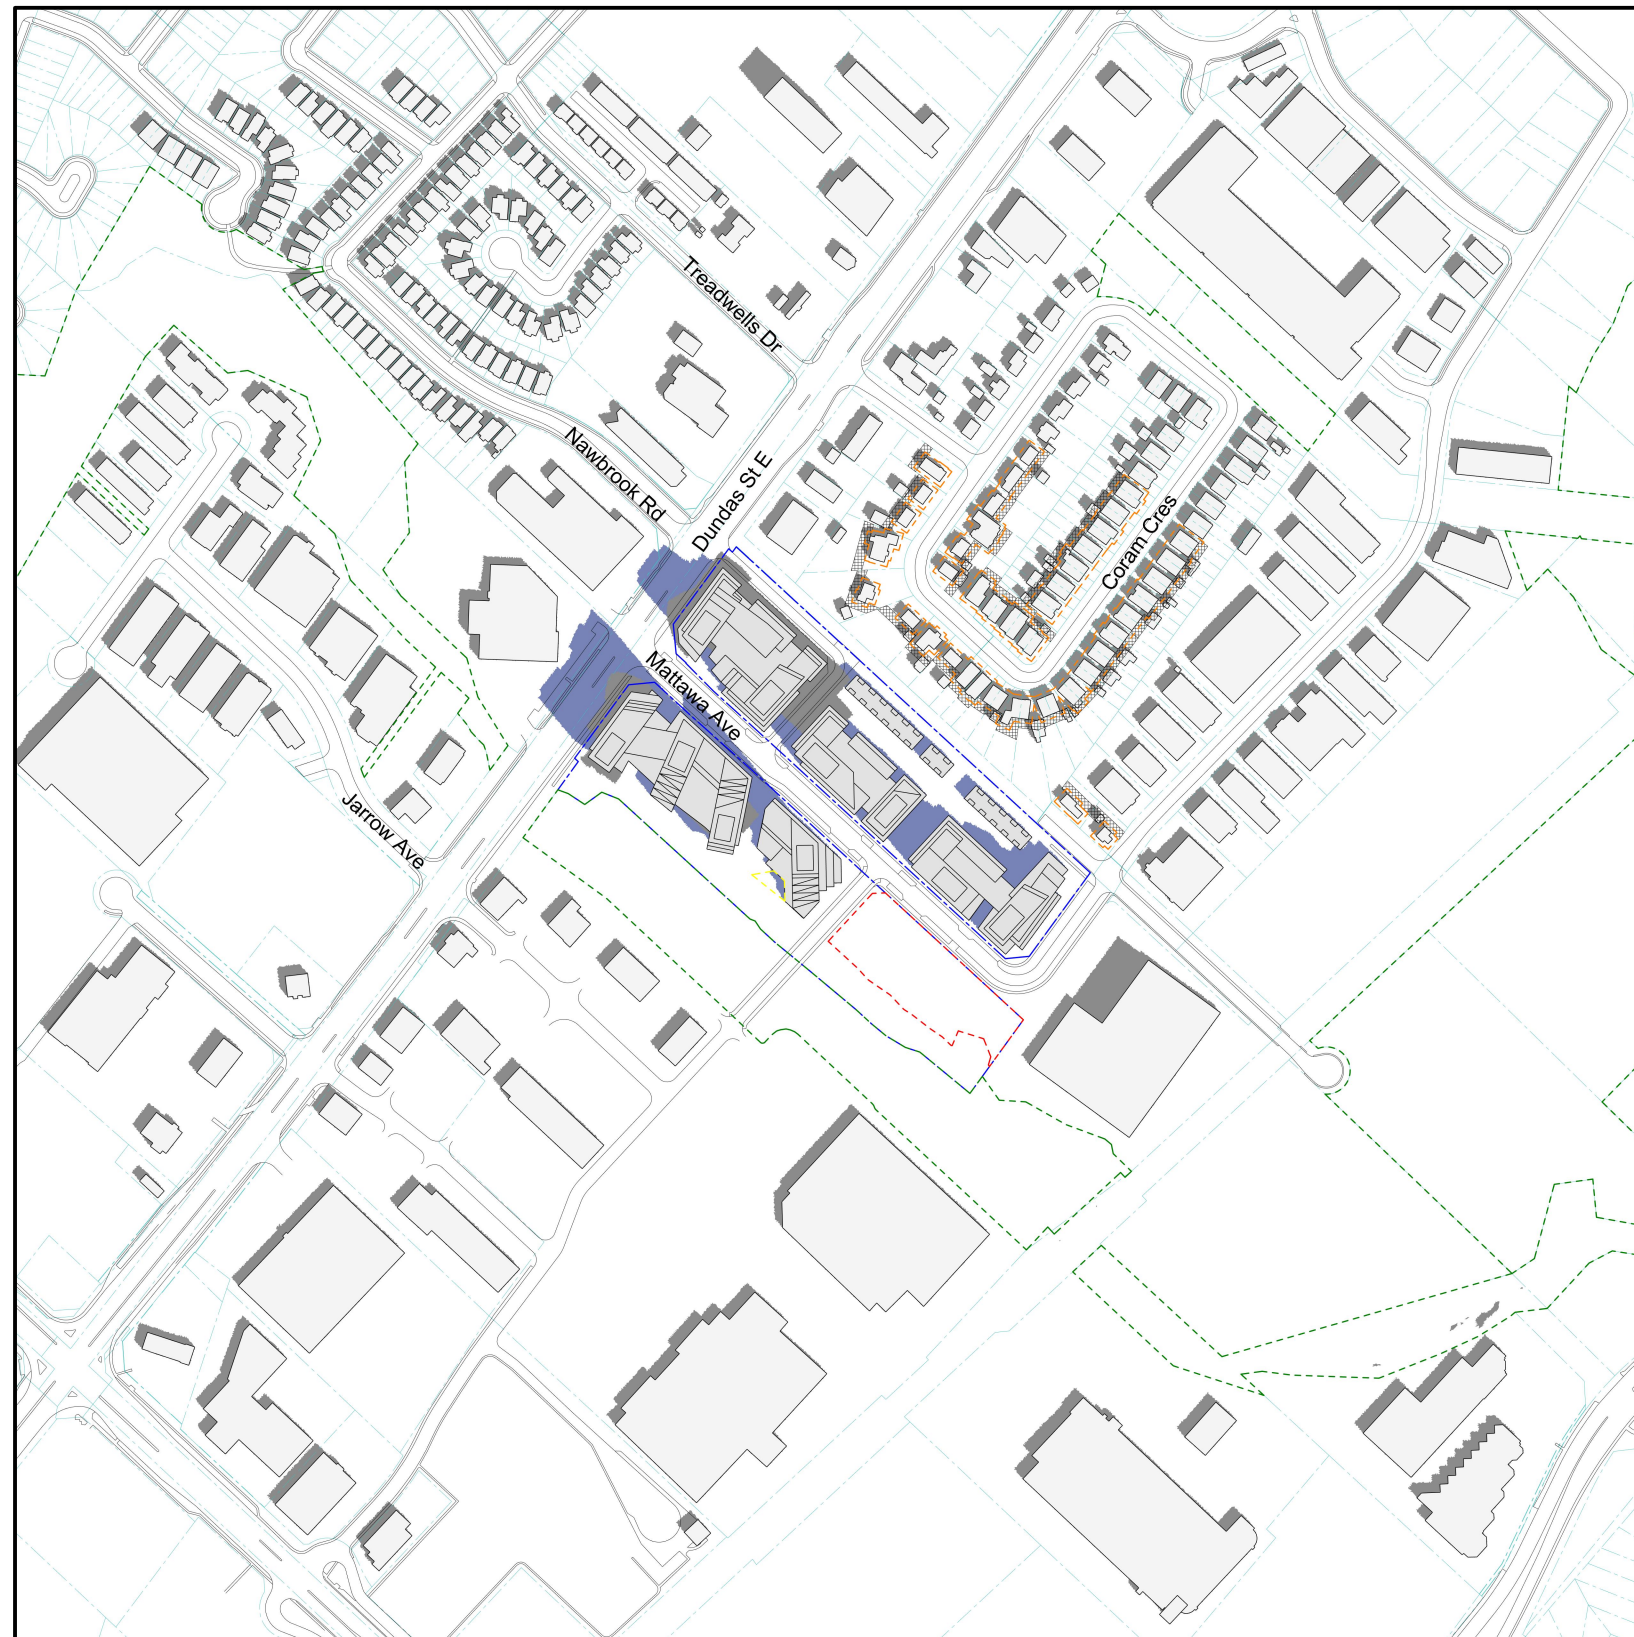 Treadwells Dr
Nawbrook Rd
Dundas St E
Coram Cres
Mattawa Ave
Jarrow Ave